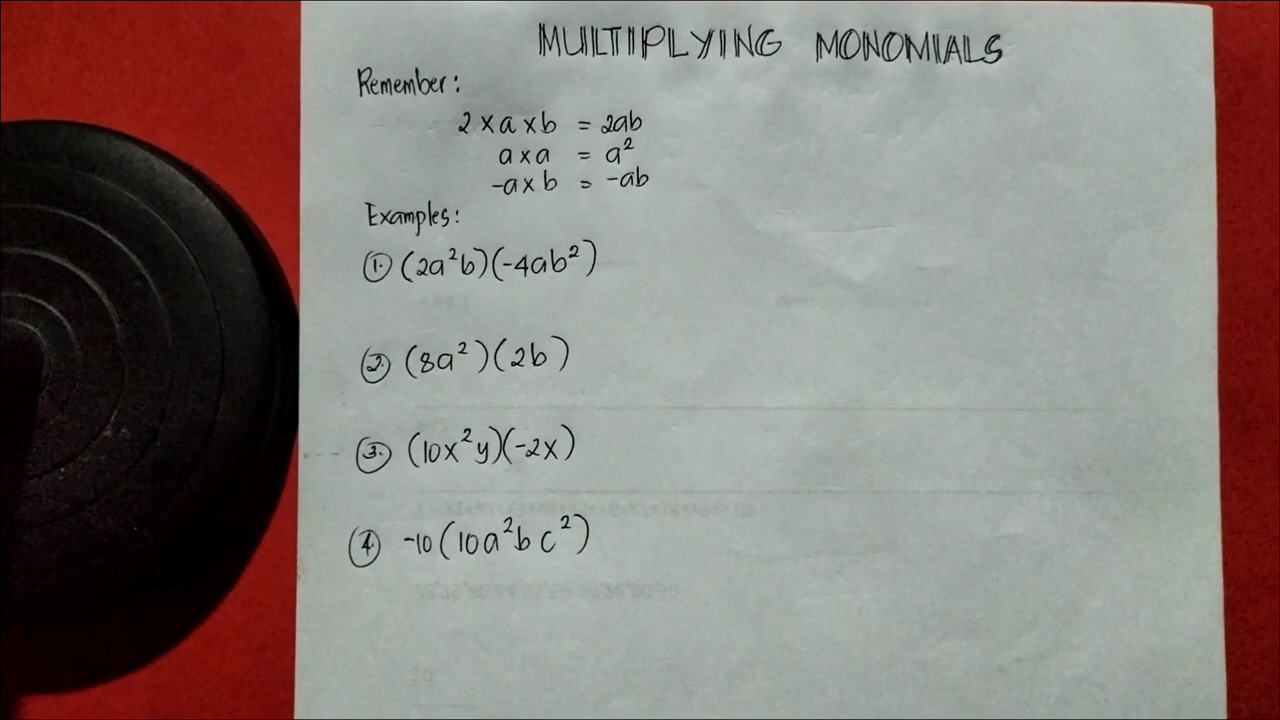 MULTIPLYING MONOMIALS
Remember:
2 x a x b = 2ab
a x a = a²
-a x b = -ab
Examples:
1. (2a²b)(-4ab²)
2. (8a²)(2b)
3. (10x²y)(-2x)
4. -10(10a²bc²)